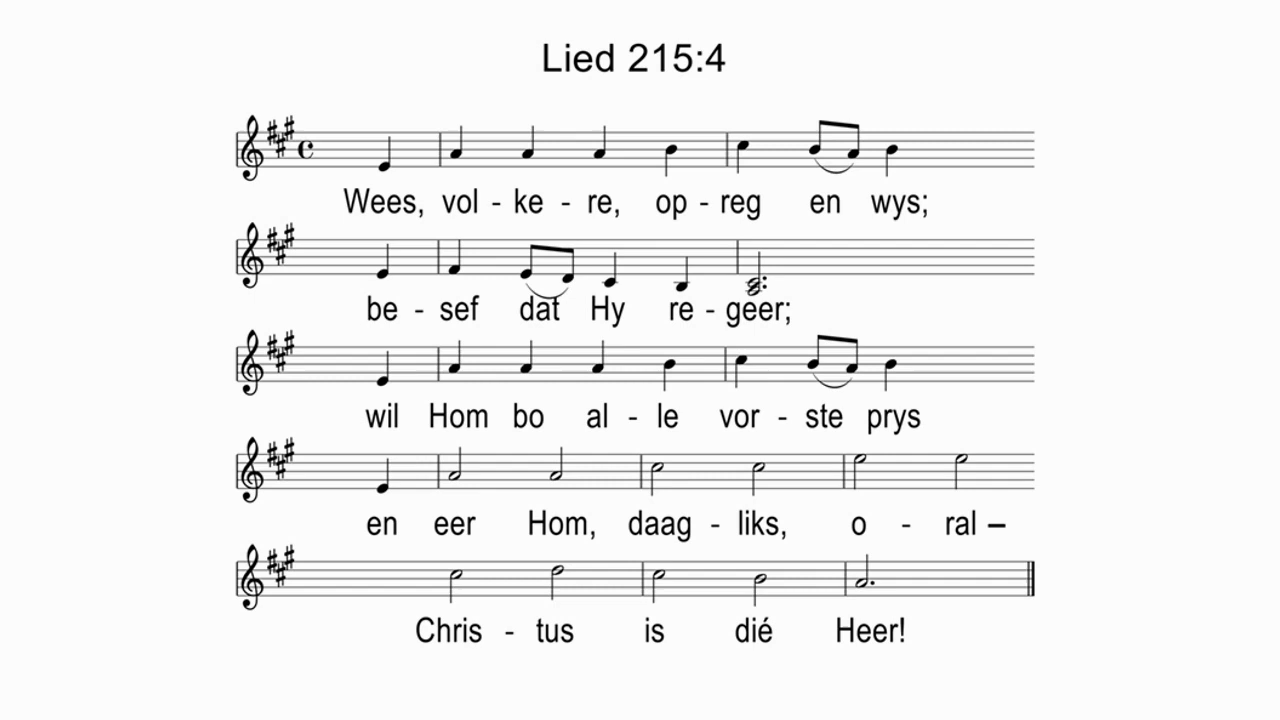 Lied 215:4
Wees, vol - ke - re, op - reg en wys;
be - sef dat Hy re - geer;
wil Hom bo al - le vor - ste prys
en eer Hom, daag - liks, o - ral –
Chris - tus is dié Heer!